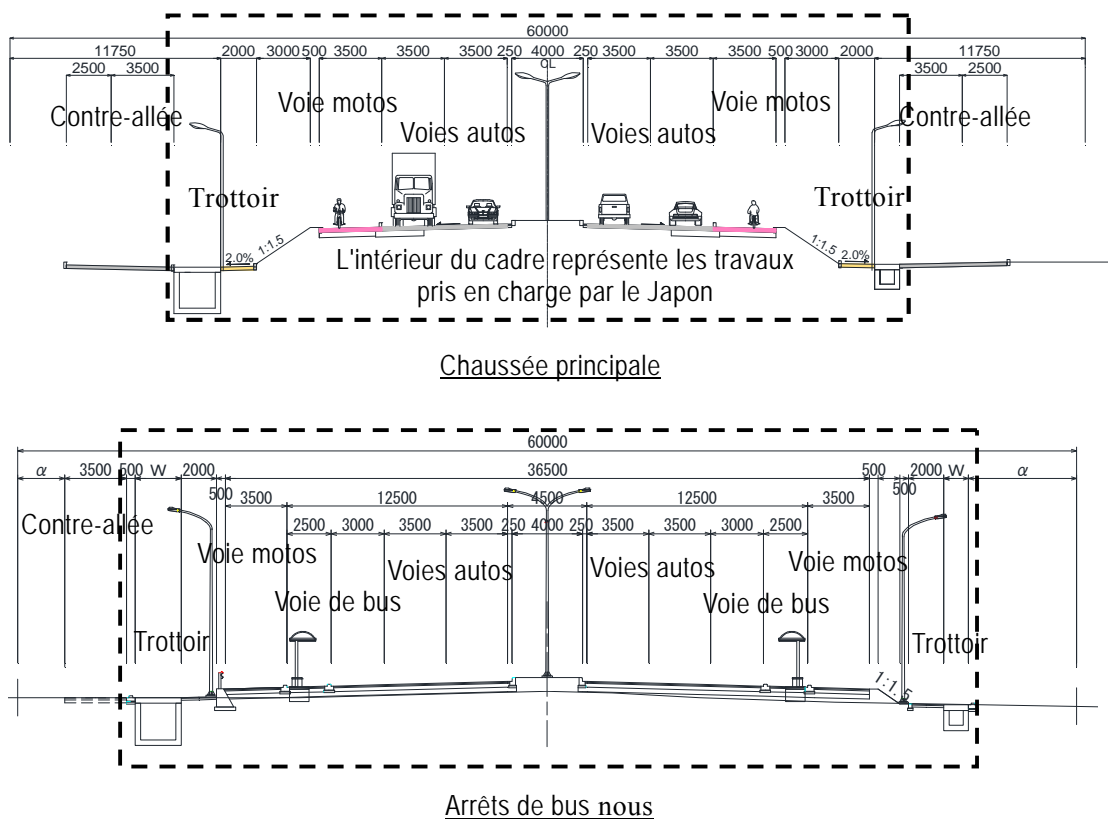 60000
11750 2000 3000 500 3500 3500 3500 250 4000 250 3500 3500 3500 500 3000 2000 11750
2500 3500 CL 3500 2500
Contre-allée Voie motos Voie motos Contre-allée
Voies autos Voies autos
Trottoir Trottoir
2.0% 1:1.5 1:1.5 2.0%
L'intérieur du cadre représente les travaux
pris en charge par le Japon
Chaussée principale
60000
α 3500 500 W 2000 36500 500 2000 W α
500 3500 12500 4500 12500 3500 500
2500 3000 3500 3500 250 4000 250 3500 3500 3000 2500
Contre-allée
Voie motos Voies autos Voies autos Voie motos
Voie de bus Voie de bus
Trottoir Trottoir
1:1.5
Arrêts de bus nous